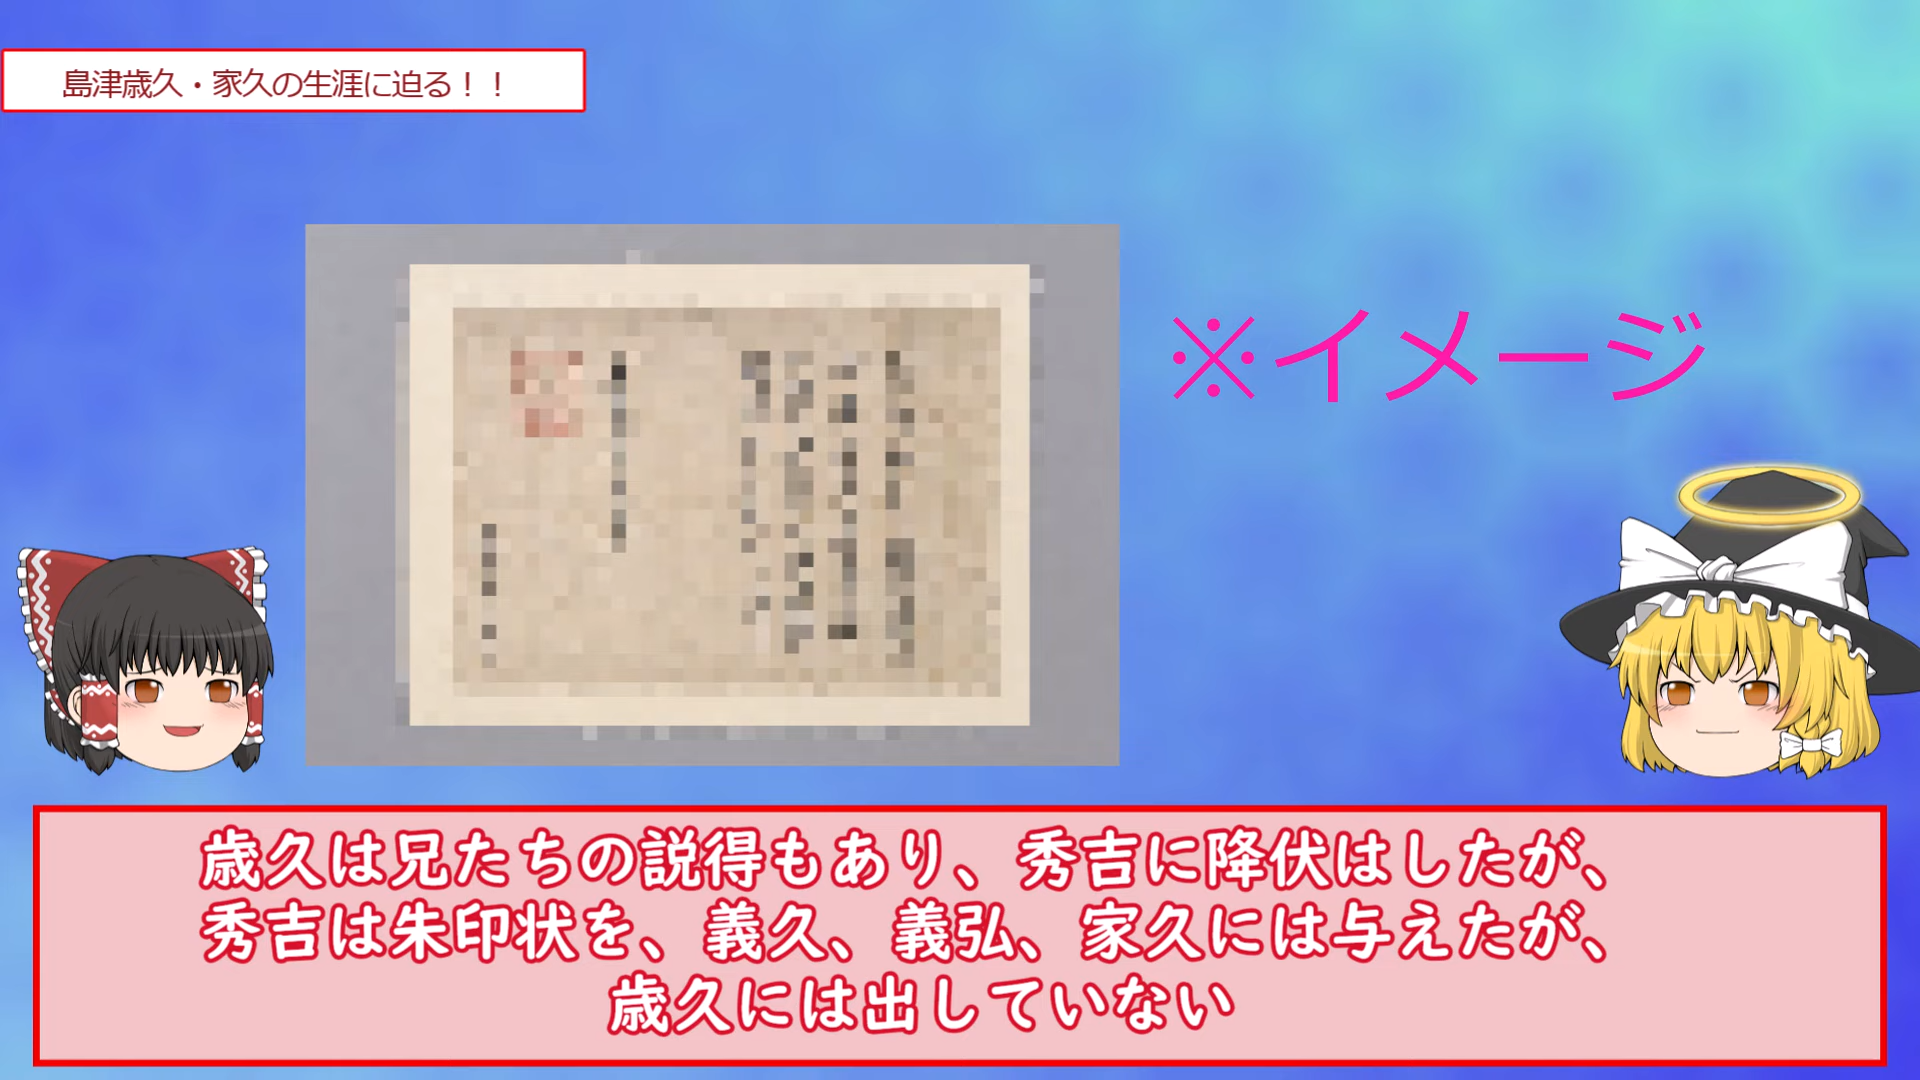 島津歳久・家久の生涯に迫る！！
※イメージ
歳久は兄たちの説得もあり、秀吉に降伏はしたが、
秀吉は朱印状を、義久、義弘、家久には与えたが、
歳久には出していない